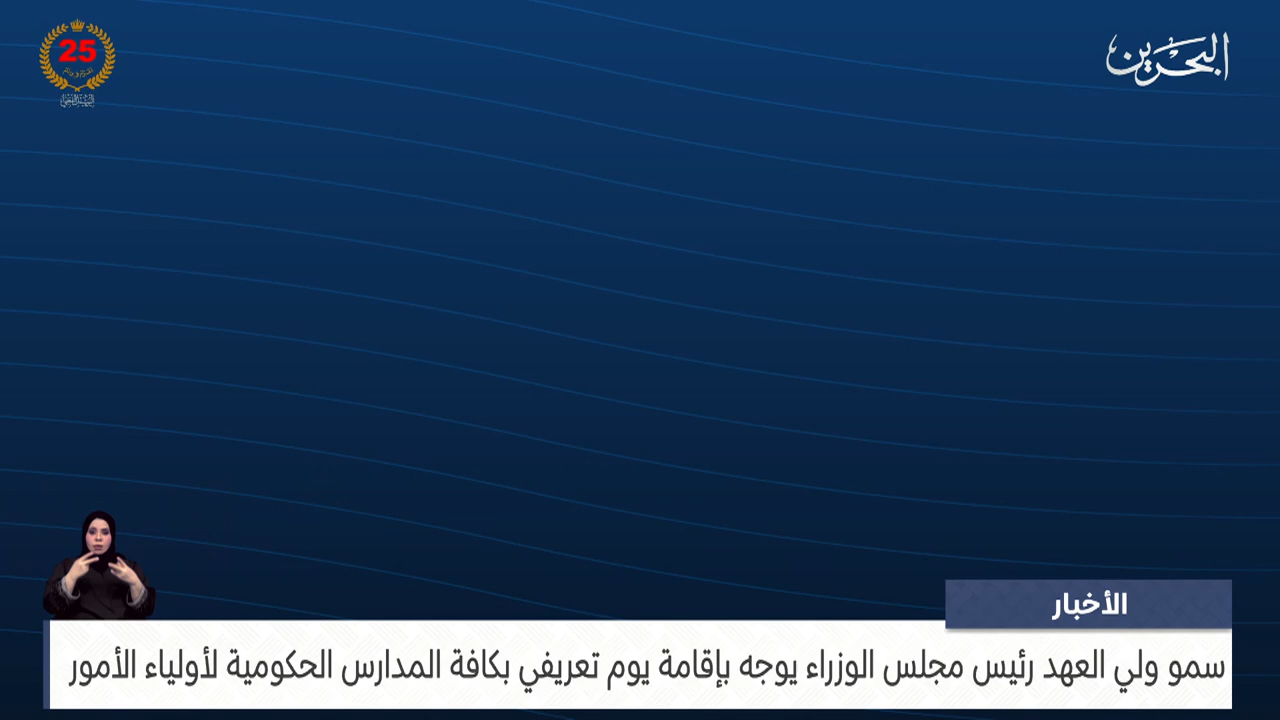 البحرين
25
الأخبار
سمو ولي العهد رئيس مجلس الوزراء يوجه بإقامة يوم تعريفي بكافة المدارس الحكومية لأولياء الأمور